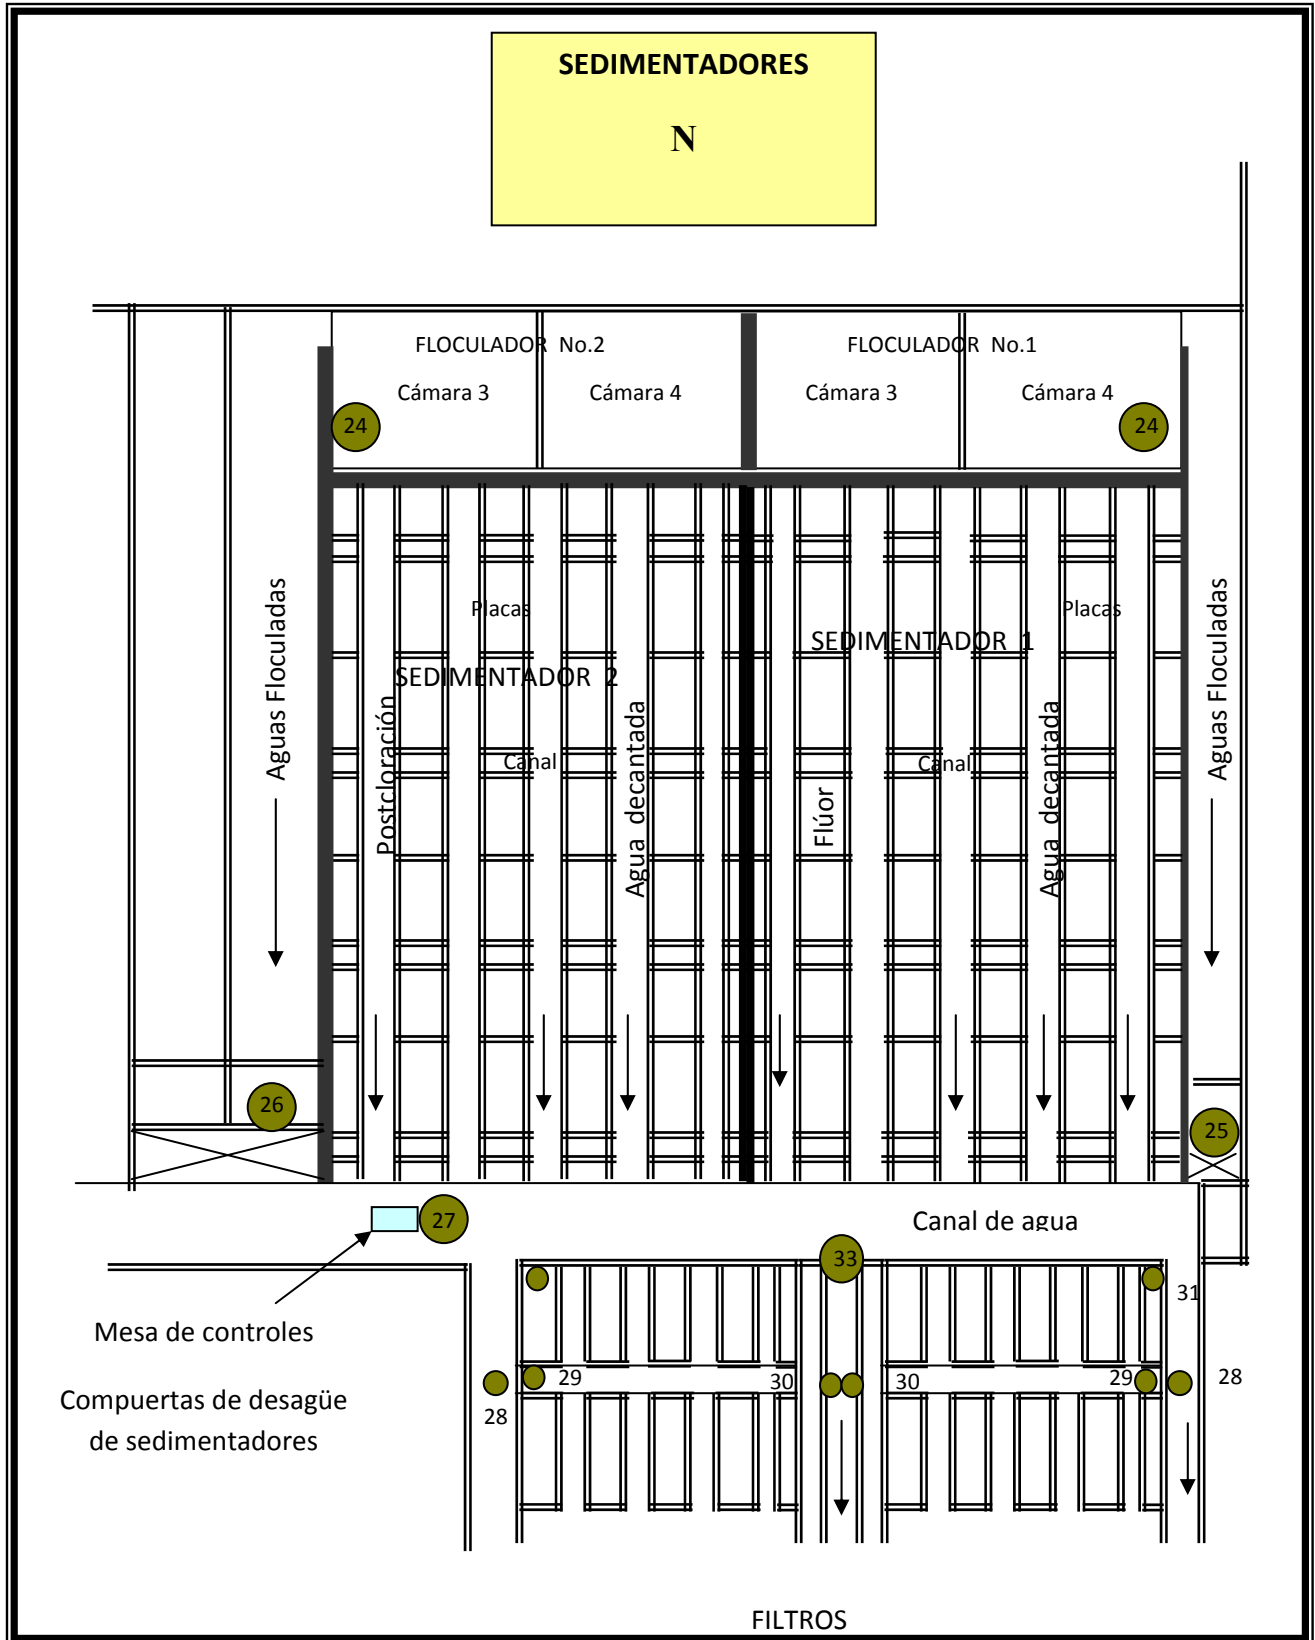 SEDIMENTADORES
N
FLOCULADOR No.2
FLOCULADOR No.1
Cámara 3
Cámara 4
Cámara 3
Cámara 4
24
24
Aguas Floculadas
Placas
Placas
Aguas Floculadas
SEDIMENTADOR 1
SEDIMENTADOR 2
Postcloración
Canal
Agua decantada
Flúor
Canal
Agua decantada
26
25
27
Canal de agua
33
31
Mesa de controles
29
30
30
29
28
28
Compuertas de desagüe
de sedimentadores
FILTROS